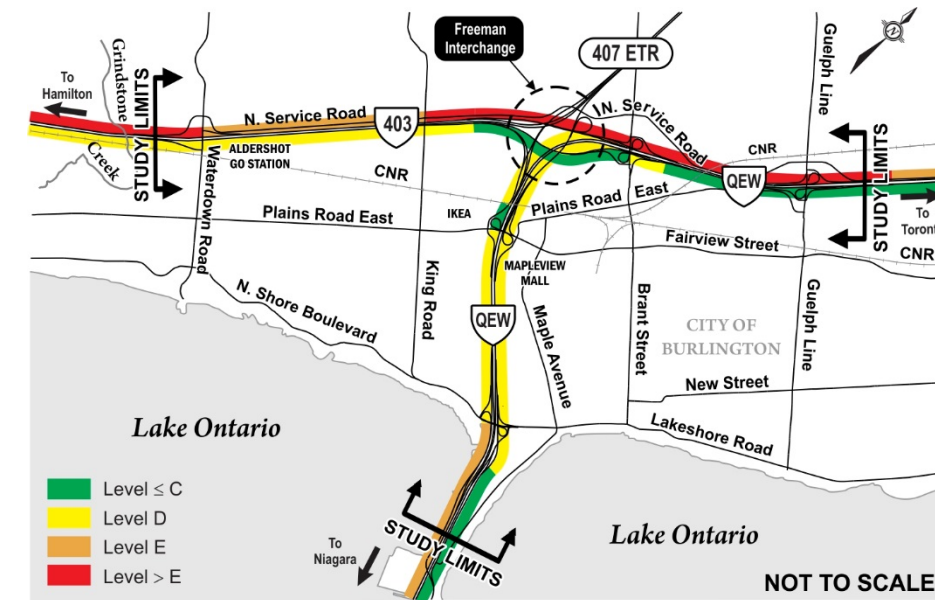 Freeman
Interchange
407 ETR
Guelph Line
Grindstone
Creek
To
Hamilton
STUDY LIMITS
N. Service Road
403
N. Service Road
ALDERSHOT
GO STATION
CNR
CNR
QEW
STUDY LIMITS
To
Toront
CNR
Waterdown Road
Plains Road East
IKEA
Plains Road East
Fairview Street
King Road
MAPLEVIEW
MALL
N. Shore Boulevard
QEW
Maple Avenue
Brant Street
CITY OF
BURLINGTON
Guelph Line
New Street
Lakeshore Road
Lake Ontario
Level ≤ C
Level D
Level E
Level > E
To
Niagara
STUDY LIMITS
Lake Ontario
NOT TO SCALE